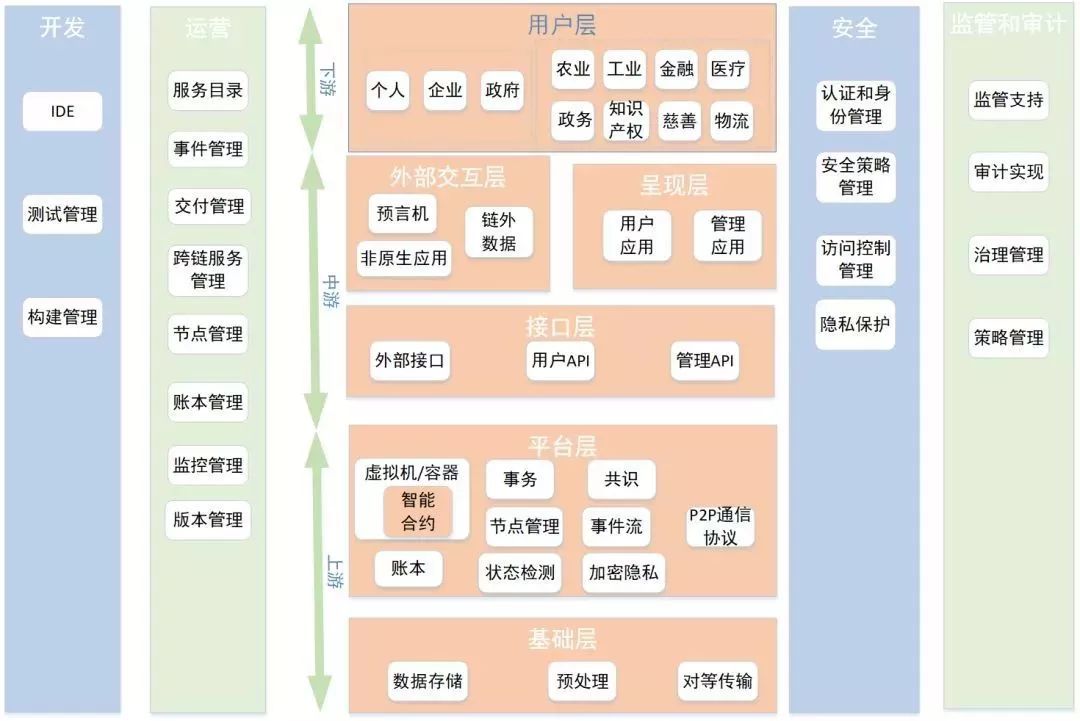 开发
IDE
测试管理
构建管理
运营
服务目录
事件管理
交付管理
跨链服务
管理
节点管理
账本管理
监控管理
版本管理
下游
中游
上游
用户层
个人
企业
政府
农业
工业
金融
医疗
政务
知识
产权
慈善
物流
外部交互层
预言机
链外
数据
非原生应用
呈现层
用户
应用
管理
应用
接口层
外部接口
用户API
管理API
平台层
虚拟机/容器
智能
合约
事务
共识
节点管理
事件流
P2P通信
协议
账本
状态检测
加密隐私
基础层
数据存储
预处理
对等传输
安全
认证和身
份管理
安全策略
管理
访问控制
管理
隐私保护
监管和审计
监管支持
审计实现
治理管理
策略管理